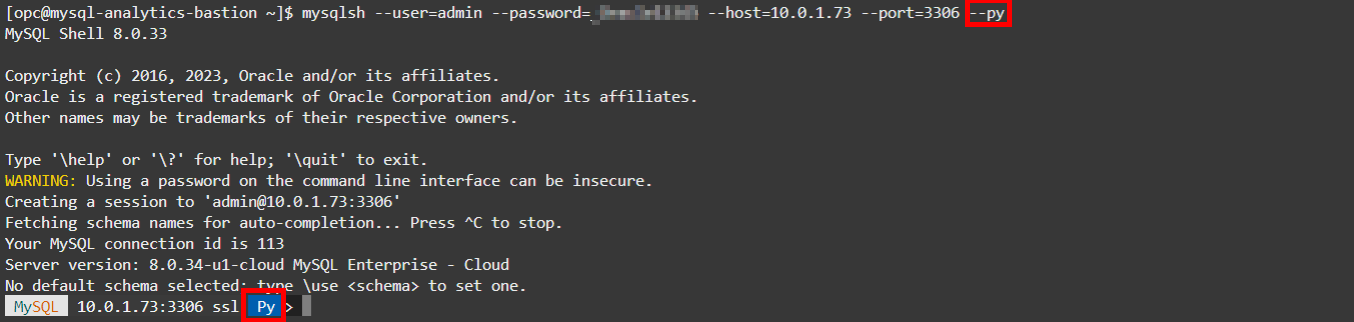 [opc@mysql-analytics-bastion ~]$ mysqlsh --user=admin --password= --host=10.0.1.73 --port=3306 --py
MySQL Shell 8.0.33
Copyright (c) 2016, 2023, Oracle and/or its affiliates.
Oracle is a registered trademark of Oracle Corporation and/or its affiliates.
Other names may be trademarks of their respective owners.
Type '\help' or '\?' for help; '\quit' to exit.
WARNING: Using a password on the command line interface can be insecure.
Creating a session to 'admin@10.0.1.73:3306'
Fetching schema names for auto-completion... Press ^C to stop.
Your MySQL connection id is 113
Server version: 8.0.34-u1-cloud MySQL Enterprise - Cloud
No default schema selected; type \use <schema> to set one.
MySQL 10.0.1.73:3306 ssl Py >